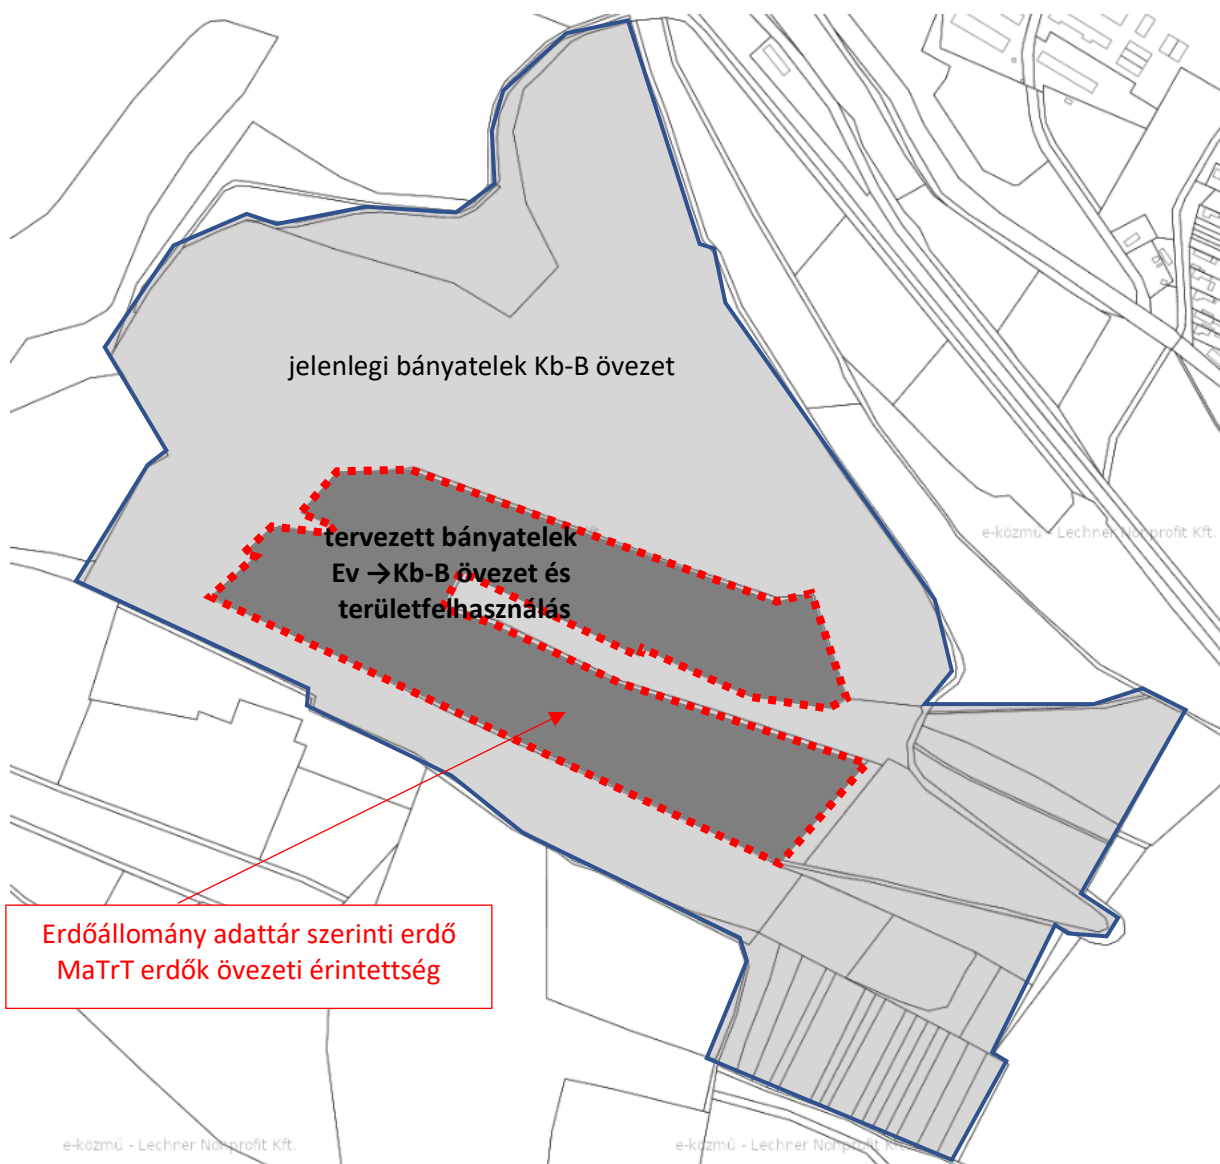 jelenlegi bányatelek Kb-B övezet
tervezett bányatelek
Ev →Kb-B övezet és
területfelhasználás
e-közmű - Lechner Nonprofit Kft.
Erdőállomány adattár szerinti erdő
MaTrT erdők övezeti érintettség
e-közmű - Lechner Nonprofit Kft.
e-közmű - Lechner Nonprofit Kft.